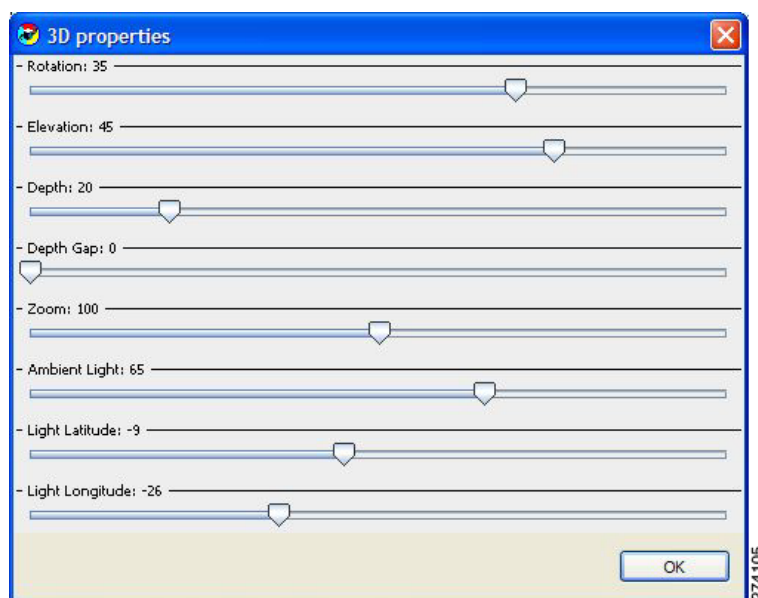 3D properties
Rotation: 35
Elevation: 45
Depth: 20
Depth Gap: 0
Zoom: 100
Ambient Light: 65
Light Latitude: -9
Light Longitude: -26
OK
274105